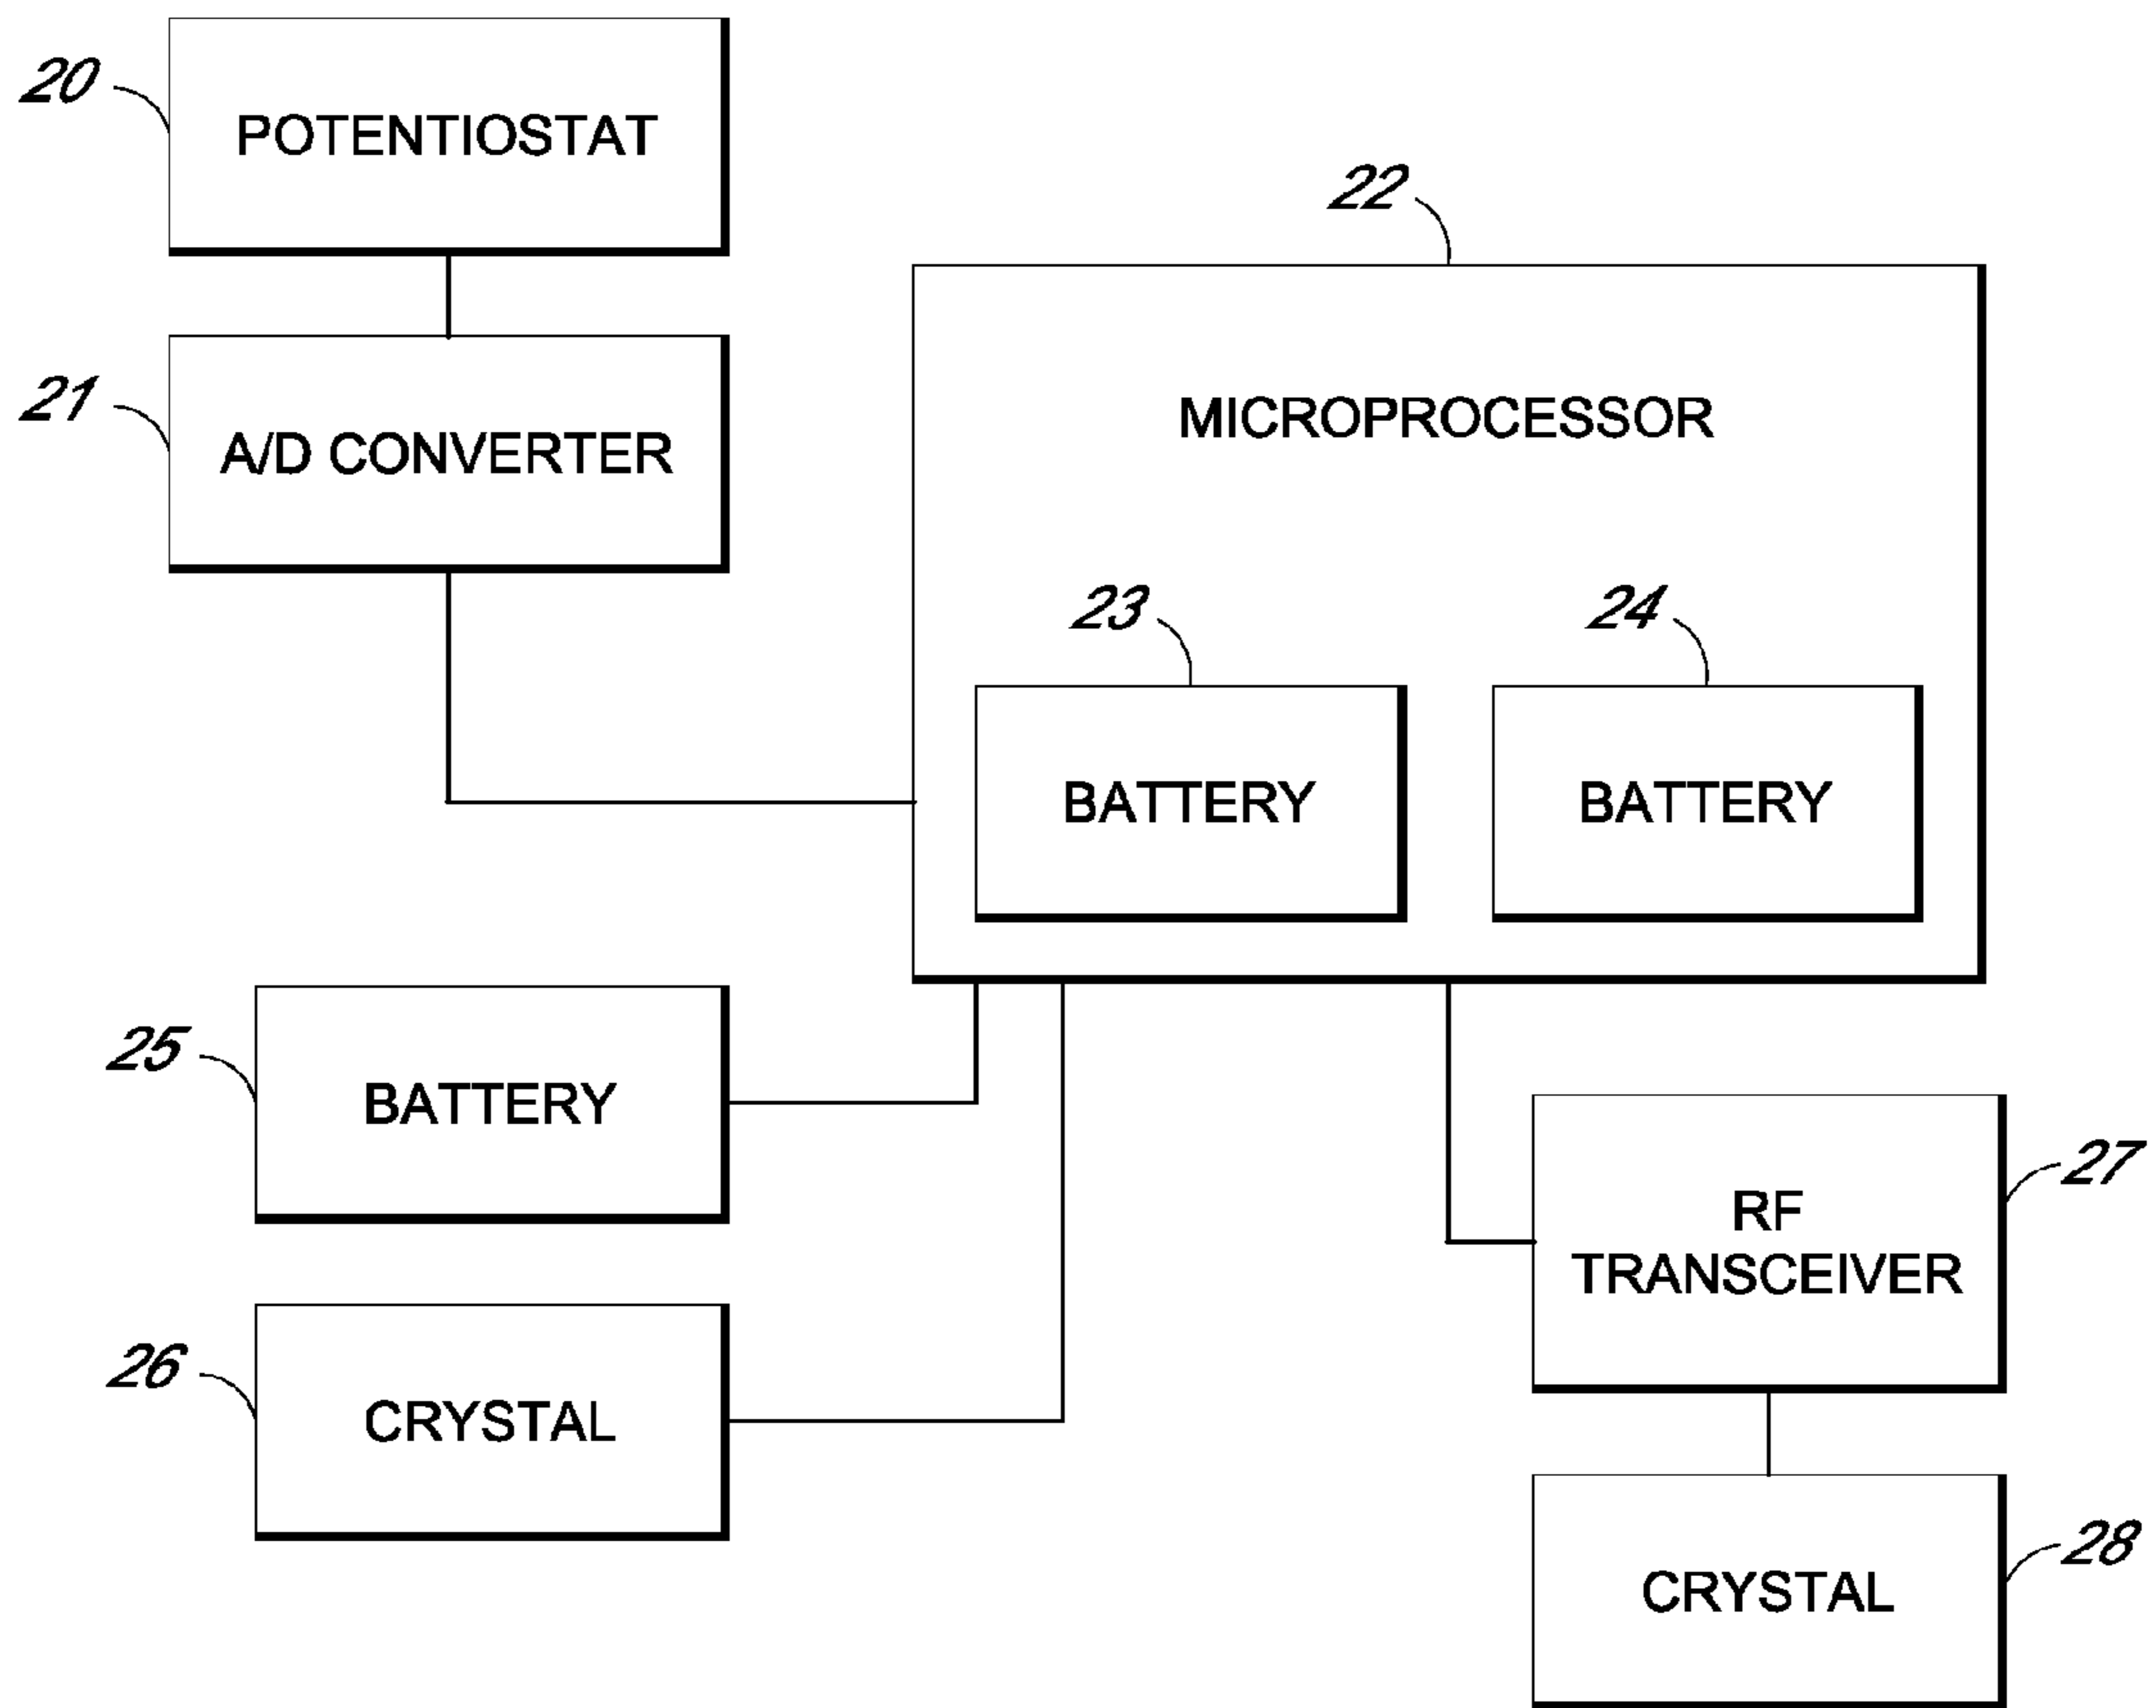 20
POTENTIOSTAT
21
A/D CONVERTER
22
MICROPROCESSOR
23
BATTERY
24
BATTERY
25
BATTERY
26
CRYSTAL
27
RF
TRANSCEIVER
28
CRYSTAL